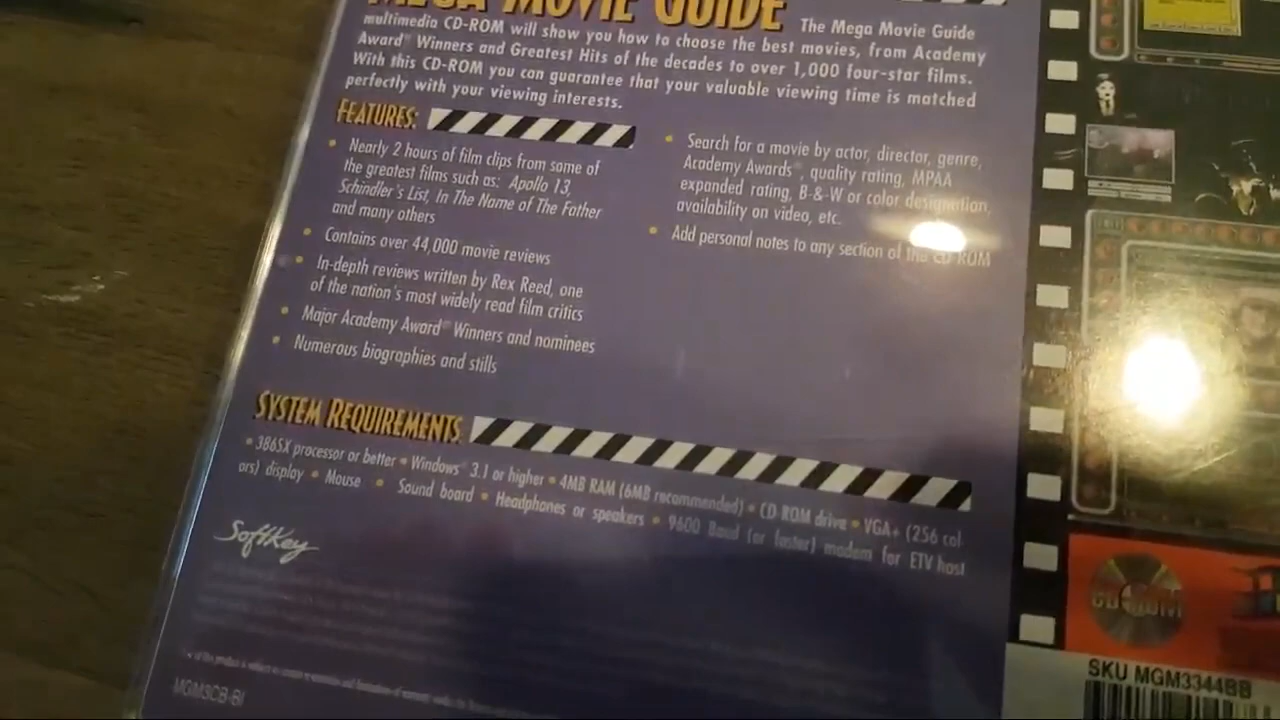 MEGA MOVIE GUIDE The Mega Movie Guide
multimedia CD-ROM will show you how to choose the best movies, from Academy
Award® Winners and Greatest Hits of the decades to over 1,000 four-star films.
With this CD-ROM you can guarantee that your valuable viewing time is matched
perfectly with your viewing interests.
FEATURES:
• Nearly 2 hours of film clips from some of
the greatest films such as: Apollo 13,
Schindler's List, In The Name of The Father
and many others
• Contains over 44,000 movie reviews
• In-depth reviews written by Rex Reed, one
of the nation's most widely read film critics
• Major Academy Award® Winners and nominees
• Numerous biographies and stills
• Search for a movie by actor, director, genre,
Academy Awards®, quality rating, MPAA
expanded rating, B-&-W or color designation,
availability on video, etc.
• Add personal notes to any section of the CD-ROM
SYSTEM REQUIREMENTS
• 386SX processor or better • Windows® 3.1 or higher • 4MB RAM (6MB recommended) • CD-ROM drive • VGA+ (256 col-
ors) display • Mouse • Sound board • Headphones or speakers • 9600 Baud (or faster) modem for ETV host
SoftKey
MGM3CB-BI
CD-ROM
SKU MGM3344BB